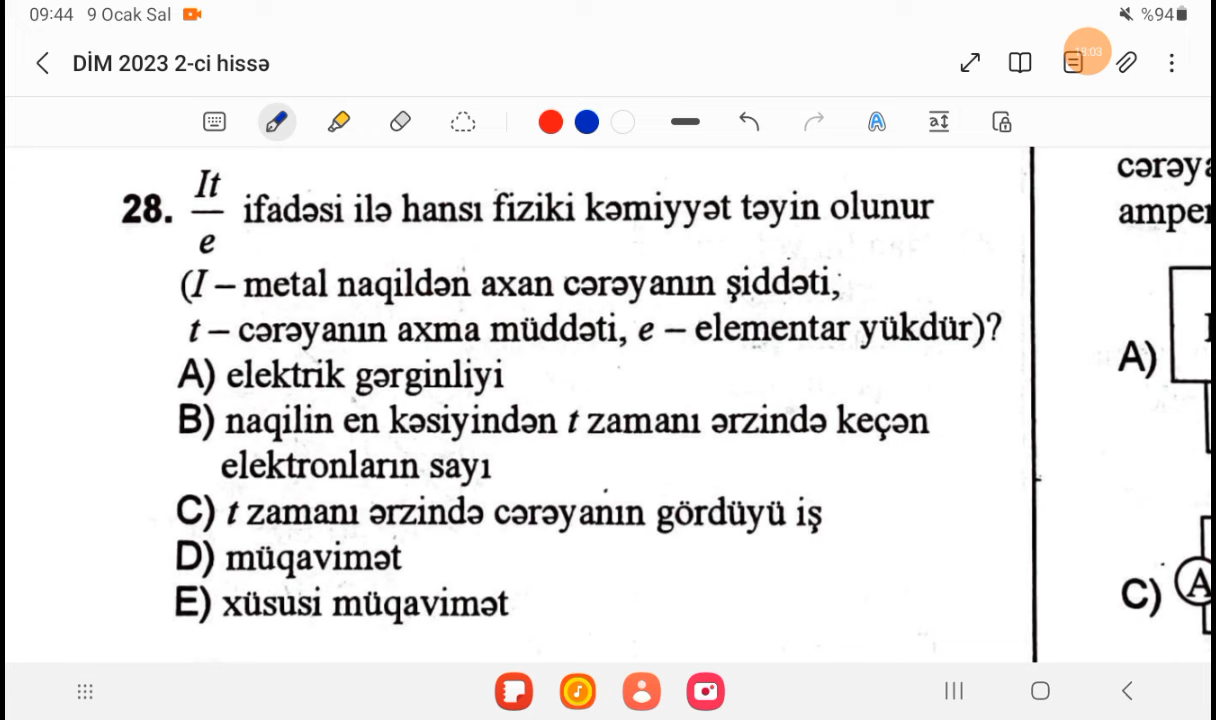 09:44 9 Ocak Sal
%94
DİM 2023 2-ci hissə
18:03
28. It/e ifadəsi ilə hansı fiziki kəmiyyət təyin olunur
(I – metal naqildən axan cərəyanın şiddəti,
t – cərəyanın axma müddəti, e – elementar yükdür)?
A) elektrik gərginliyi
B) naqilin en kəsiyindən t zamanı ərzində keçən
elektronların sayı
C) t zamanı ərzində cərəyanın gördüyü iş
D) müqavimət
E) xüsusi müqavimət
A)
C)
A